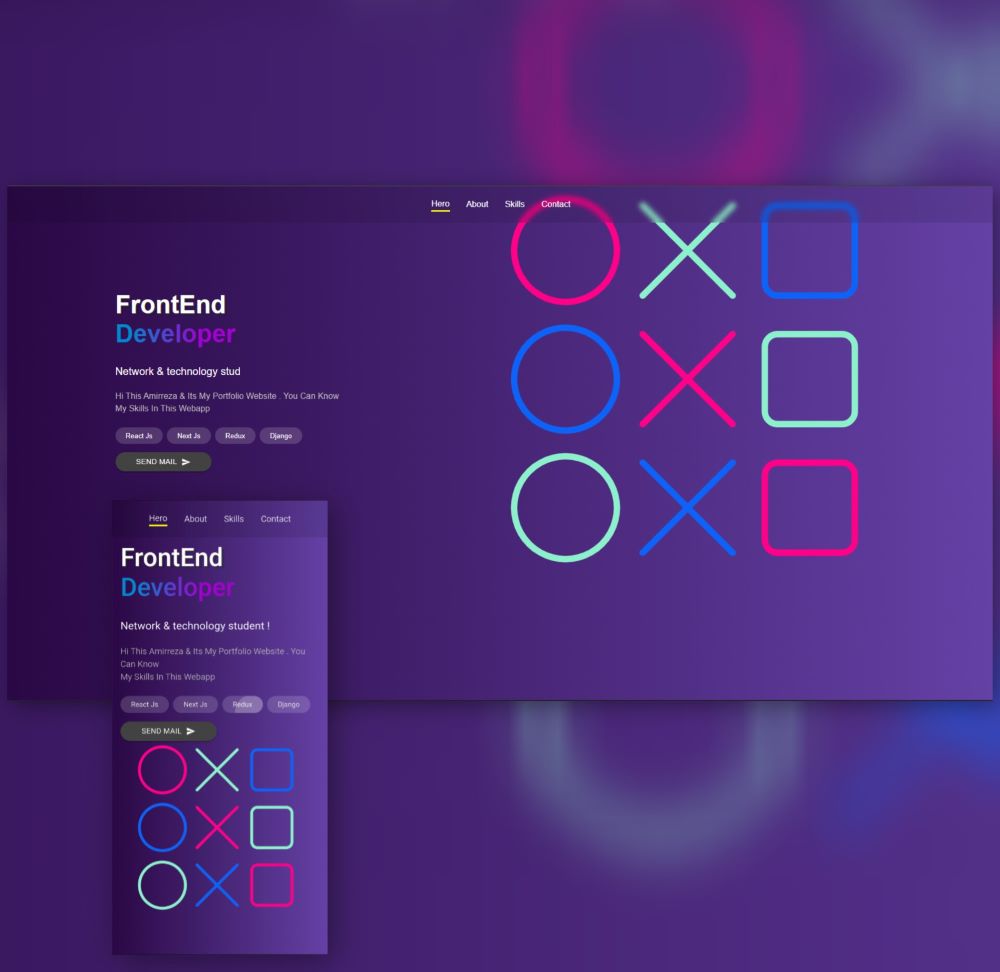 Hero About Skills Contact
FrontEnd
Developer
Network & technology stud
Hi This Amirreza & Its My Portfolio Website . You Can Know
My Skills In This Webapp
React Js Next Js Redux Django
SEND MAIL
Hero About Skills Contact
FrontEnd
Developer
Network & technology student !
Hi This Amirreza & Its My Portfolio Website . You
Can Know
My Skills In This Webapp
React Js Next Js Redux Django
SEND MAIL